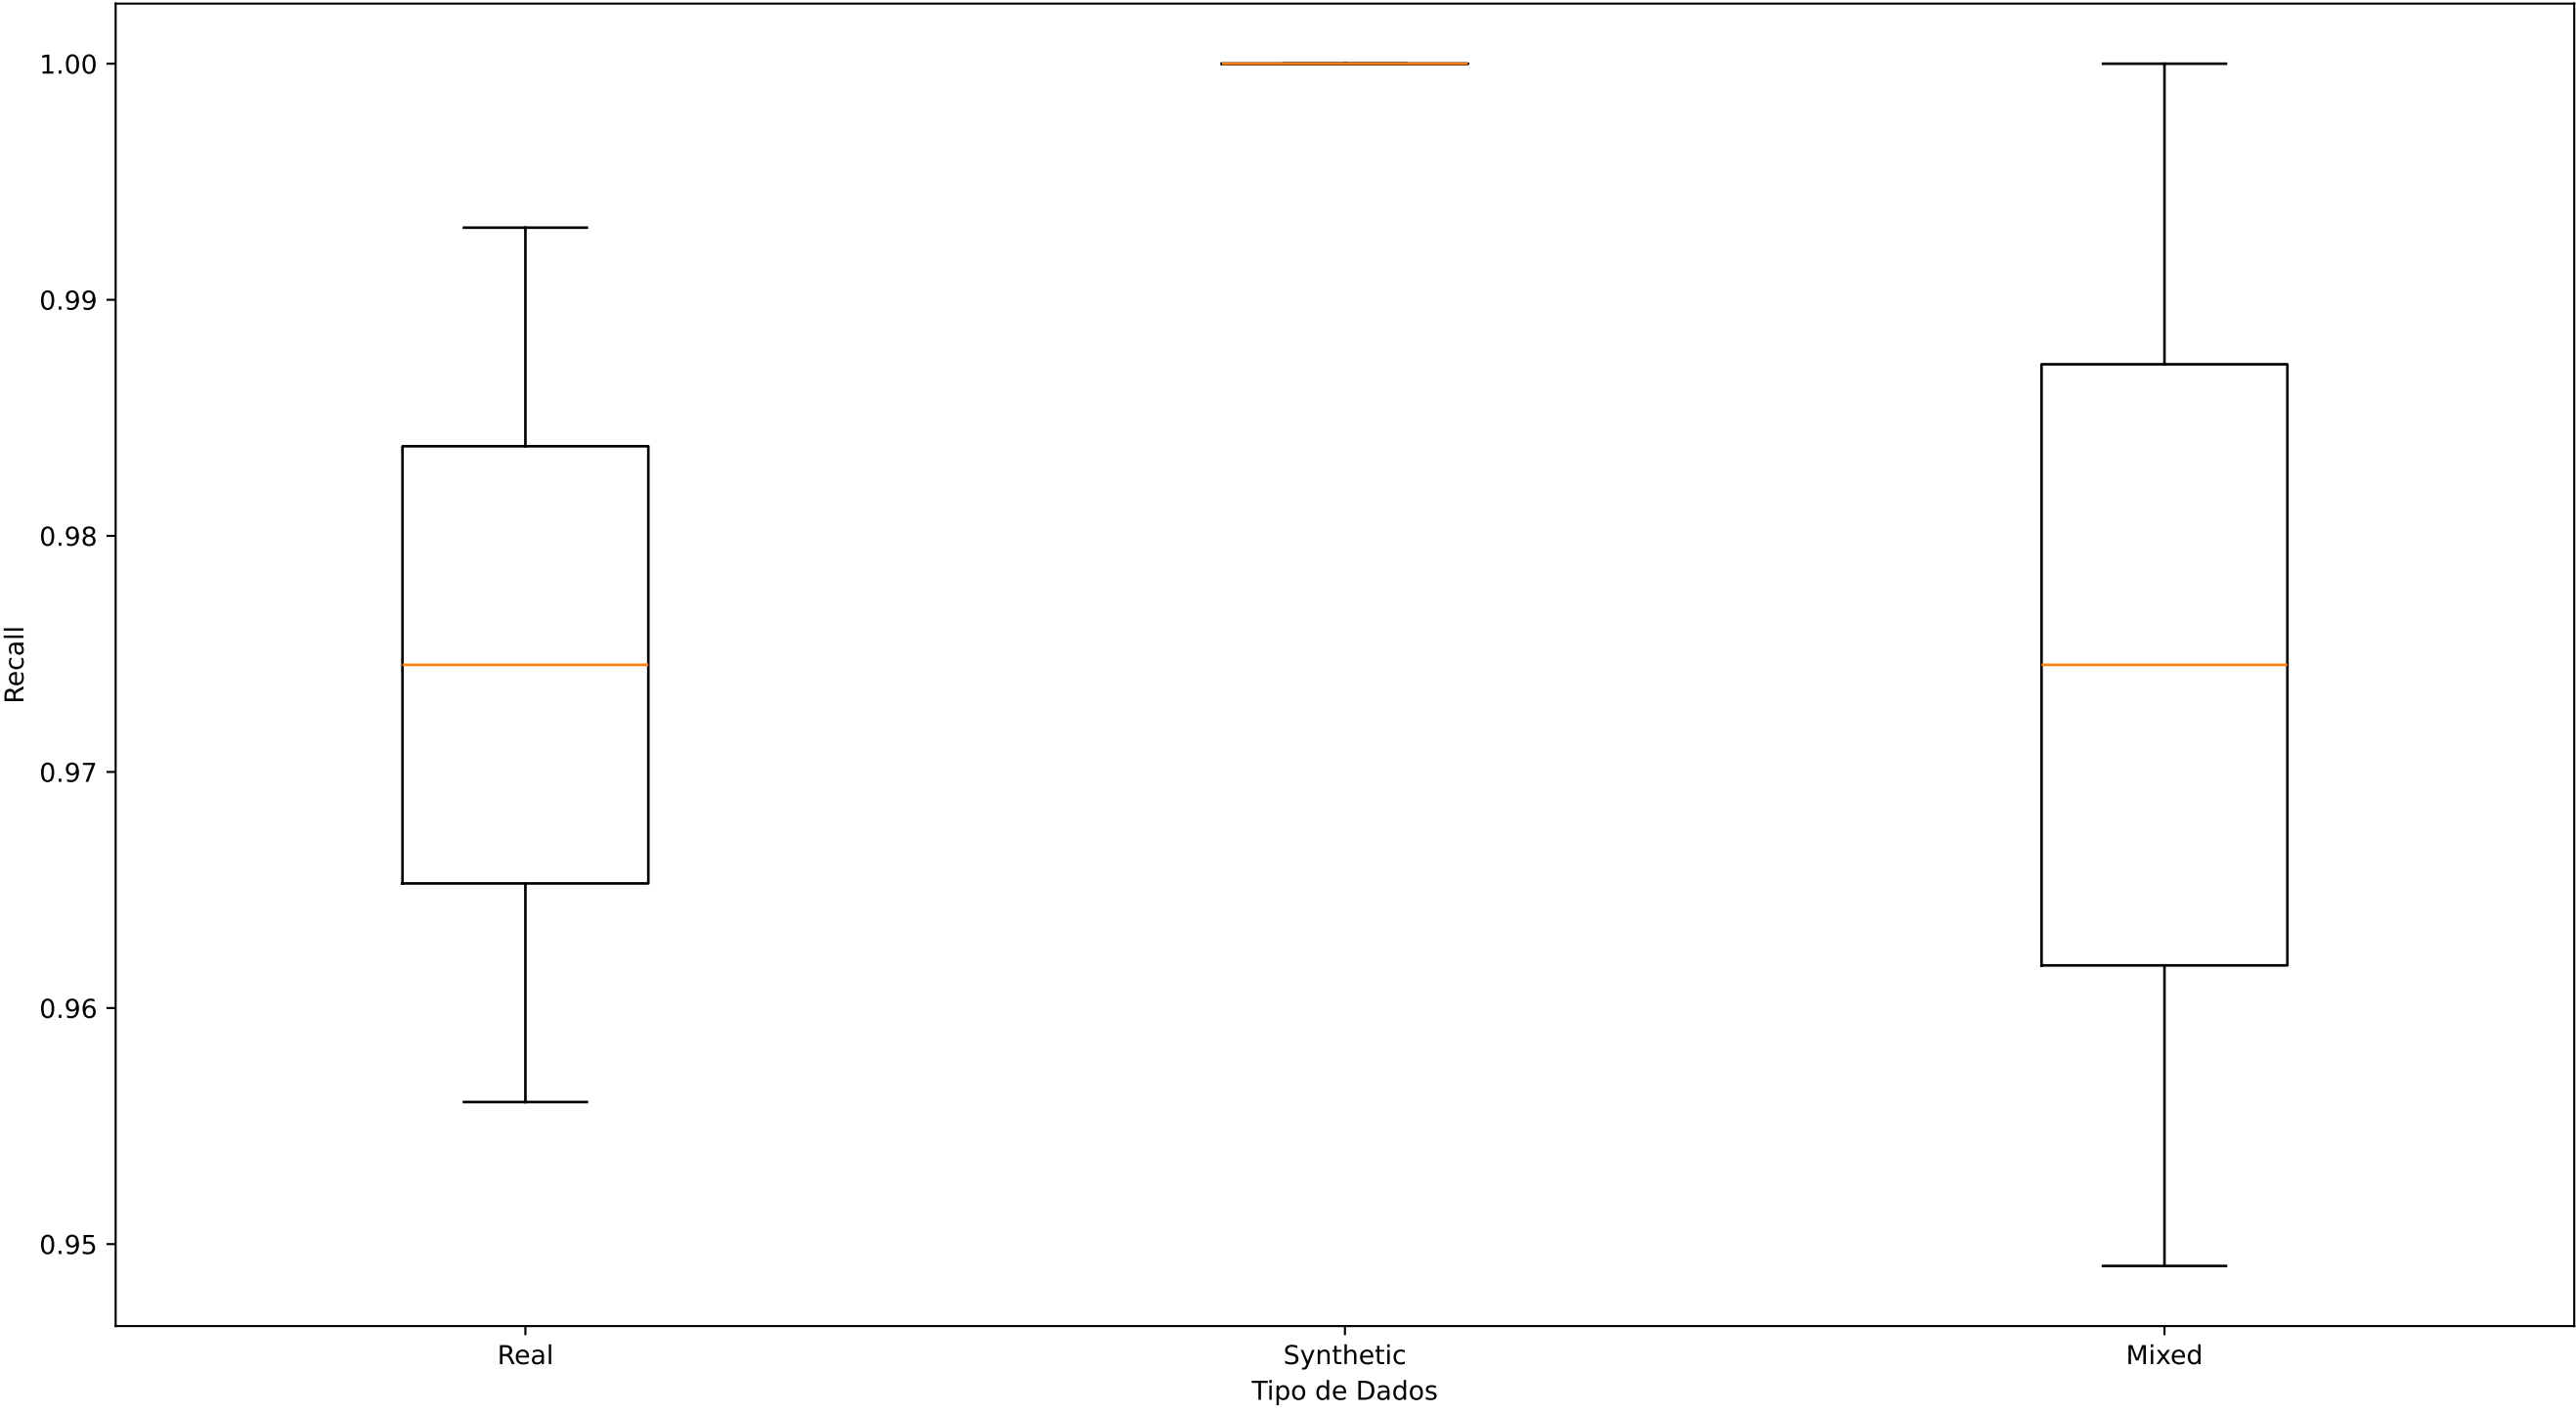 1.00
0.99
0.98
0.97
0.96
0.95
Recall
Real
Synthetic
Mixed
Tipo de Dados